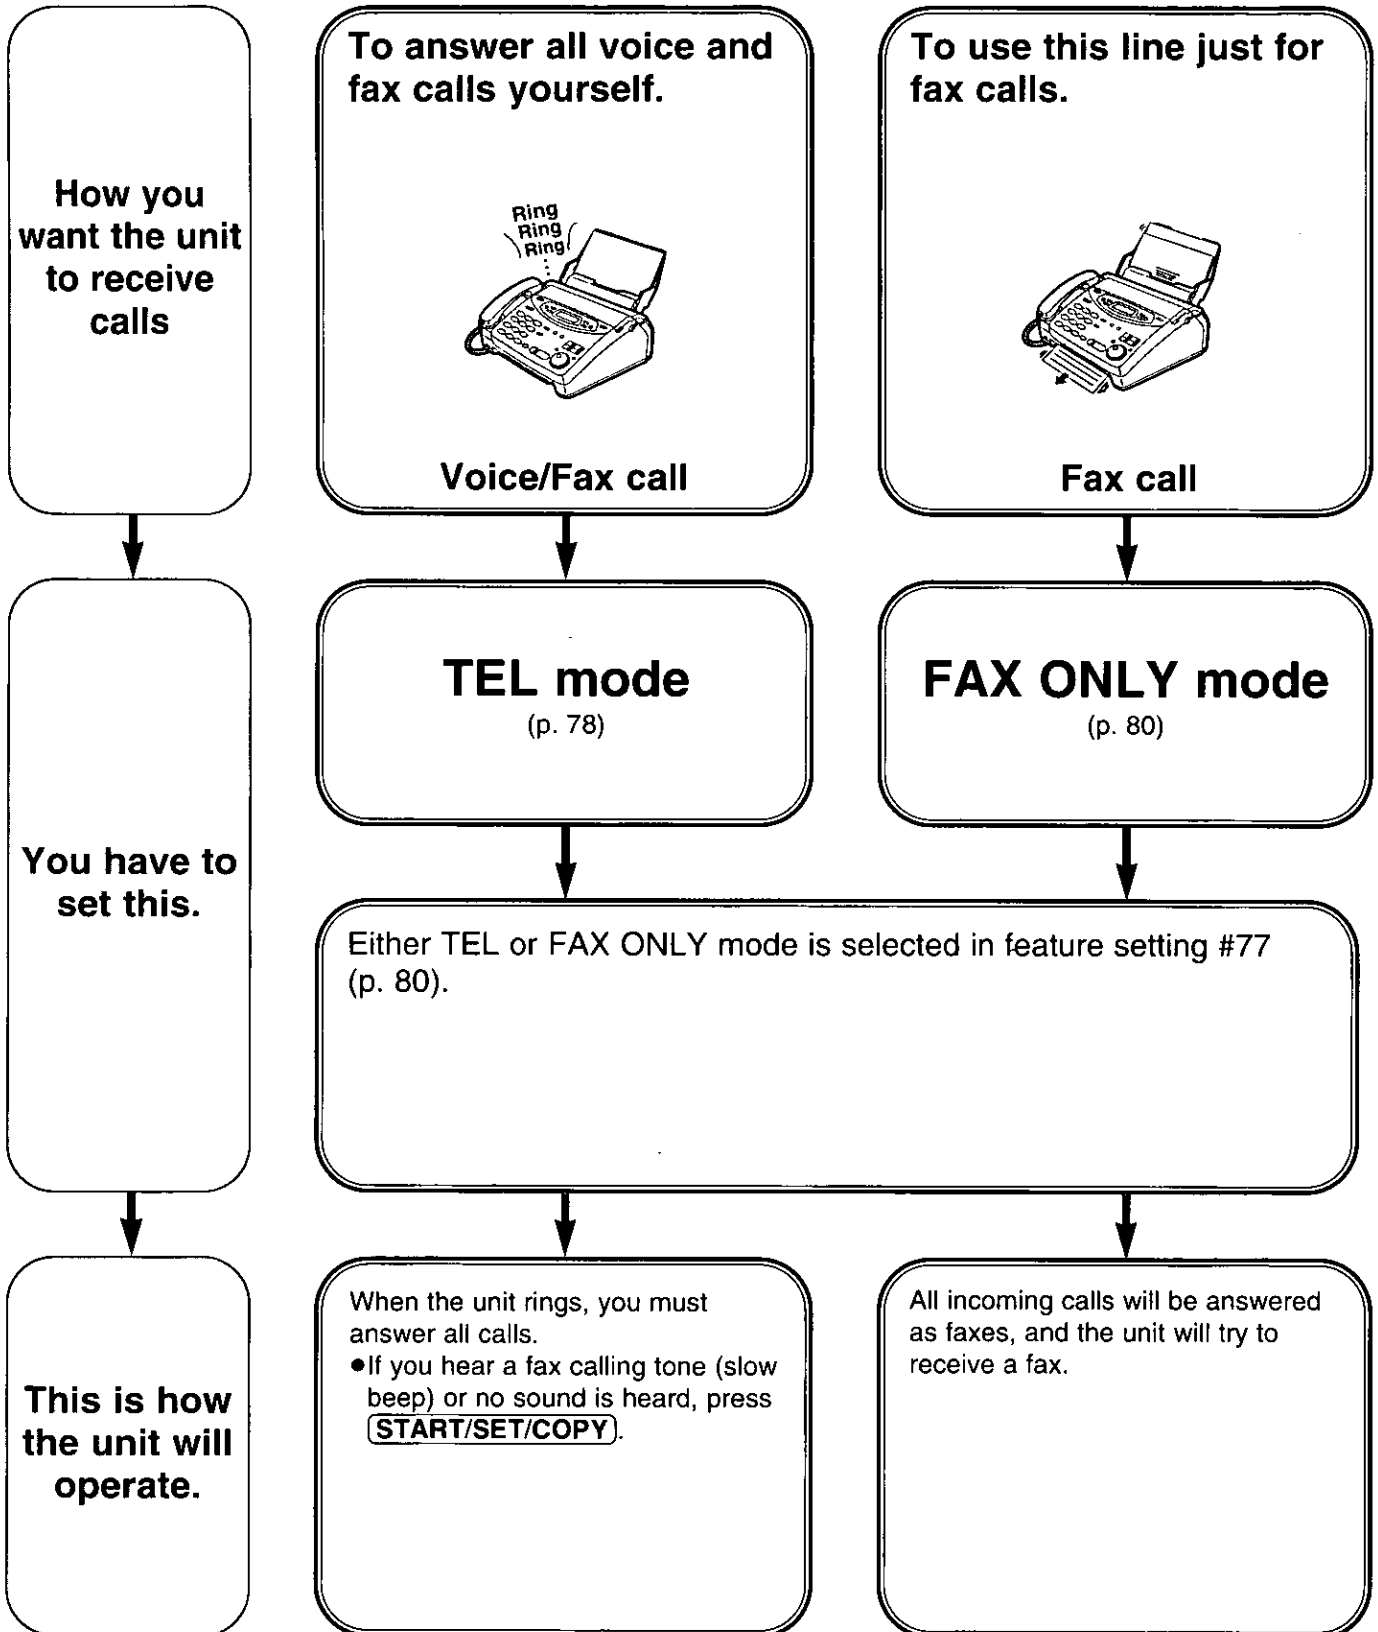 How you
want the unit
to receive
calls
To answer all voice and
fax calls yourself.
Ring
Ring
Ring
Voice/Fax call
To use this line just for
fax calls.
Fax call
You have to
set this.
TEL mode
(p. 78)
FAX ONLY mode
(p. 80)
Either TEL or FAX ONLY mode is selected in feature setting #77
(p. 80).
This is how
the unit will
operate.
When the unit rings, you must
answer all calls.
●If you hear a fax calling tone (slow
beep) or no sound is heard, press
START/SET/COPY.
All incoming calls will be answered
as faxes, and the unit will try to
receive a fax.